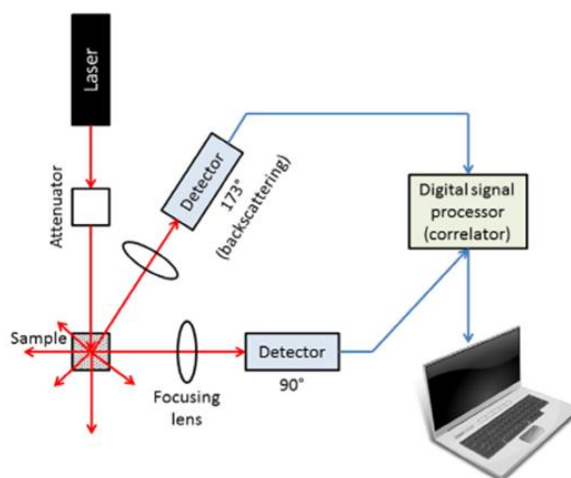 Laser
Attenuator
Detector
173°
(backscattering)
Digital signal
processor
(correlator)
Sample
Focusing
lens
Detector
90°